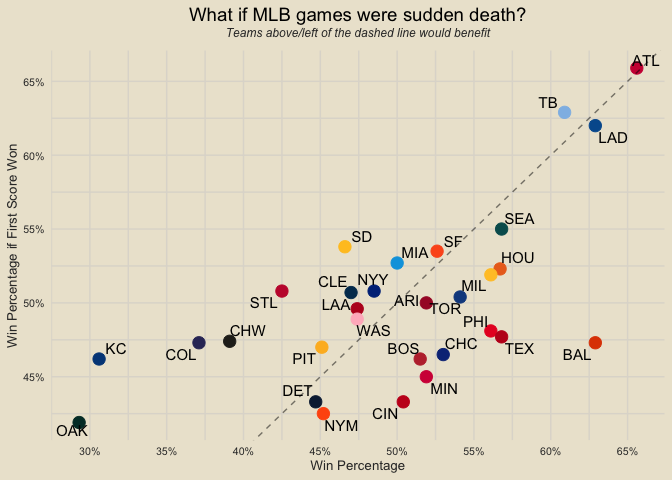 What if MLB games were sudden death?
Teams above/left of the dashed line would benefit
Win Percentage if First Score Won
65%
60%
55%
50%
45%
ATL
TB
LAD
SEA
SD
SF
MIA
HOU
CLE
NYY
MIL
STL
LAA
ARI
TOR
WAS
PHI
CHW
KC
COL
PIT
BOS
CHC
TEX
BAL
DET
MIN
CIN
NYM
OAK
30%
35%
40%
45%
50%
55%
60%
65%
Win Percentage